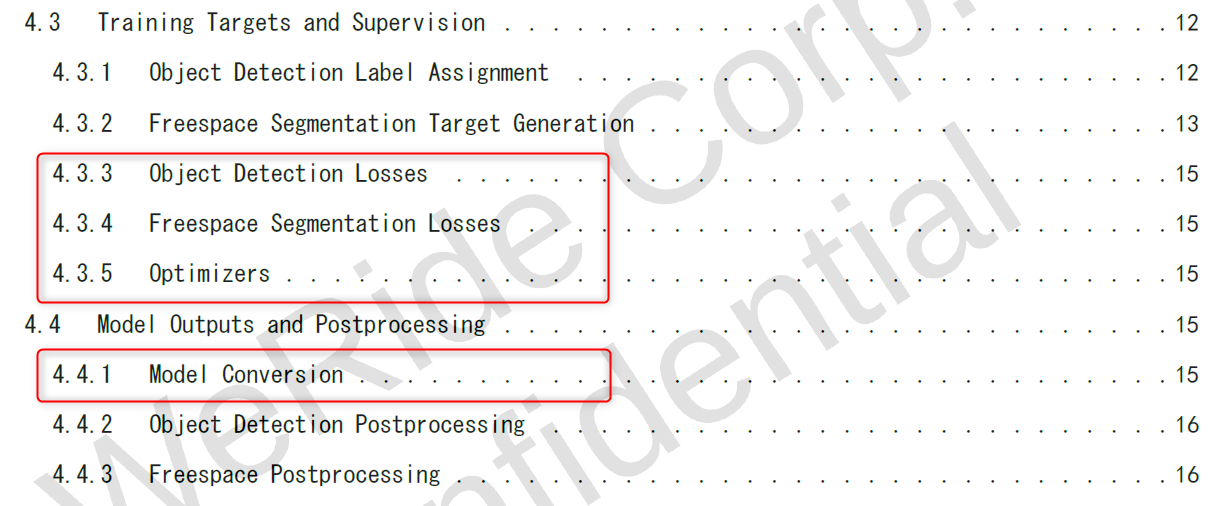 4.3 Training Targets and Supervision . . . . . . . . . . . . . . . . . . . . . . . . . . . . 12
4.3.1 Object Detection Label Assignment . . . . . . . . . . . . . . . . . . . . . . . . . 12
4.3.2 Freespace Segmentation Target Generation . . . . . . . . . . . . . . . . . . . . . . 13
4.3.3 Object Detection Losses . . . . . . . . . . . . . . . . . . . . . . . . . . . . . . 15
4.3.4 Freespace Segmentation Losses . . . . . . . . . . . . . . . . . . . . . . . . . . . 15
4.3.5 Optimizers . . . . . . . . . . . . . . . . . . . . . . . . . . . . . . . . . . . . . 15
4.4 Model Outputs and Postprocessing . . . . . . . . . . . . . . . . . . . . . . . . . . . . 15
4.4.1 Model Conversion . . . . . . . . . . . . . . . . . . . . . . . . . . . . . . . . . . 15
4.4.2 Object Detection Postprocessing . . . . . . . . . . . . . . . . . . . . . . . . . . 16
4.4.3 Freespace Postprocessing . . . . . . . . . . . . . . . . . . . . . . . . . . . . . . 16
WeRide Corp.
nfidential